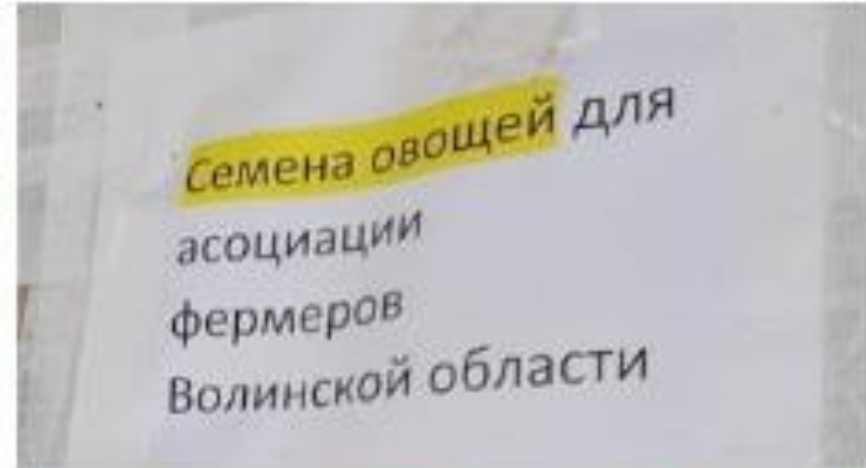 Семена овощей для
асоциации
фермеров
Волинской области